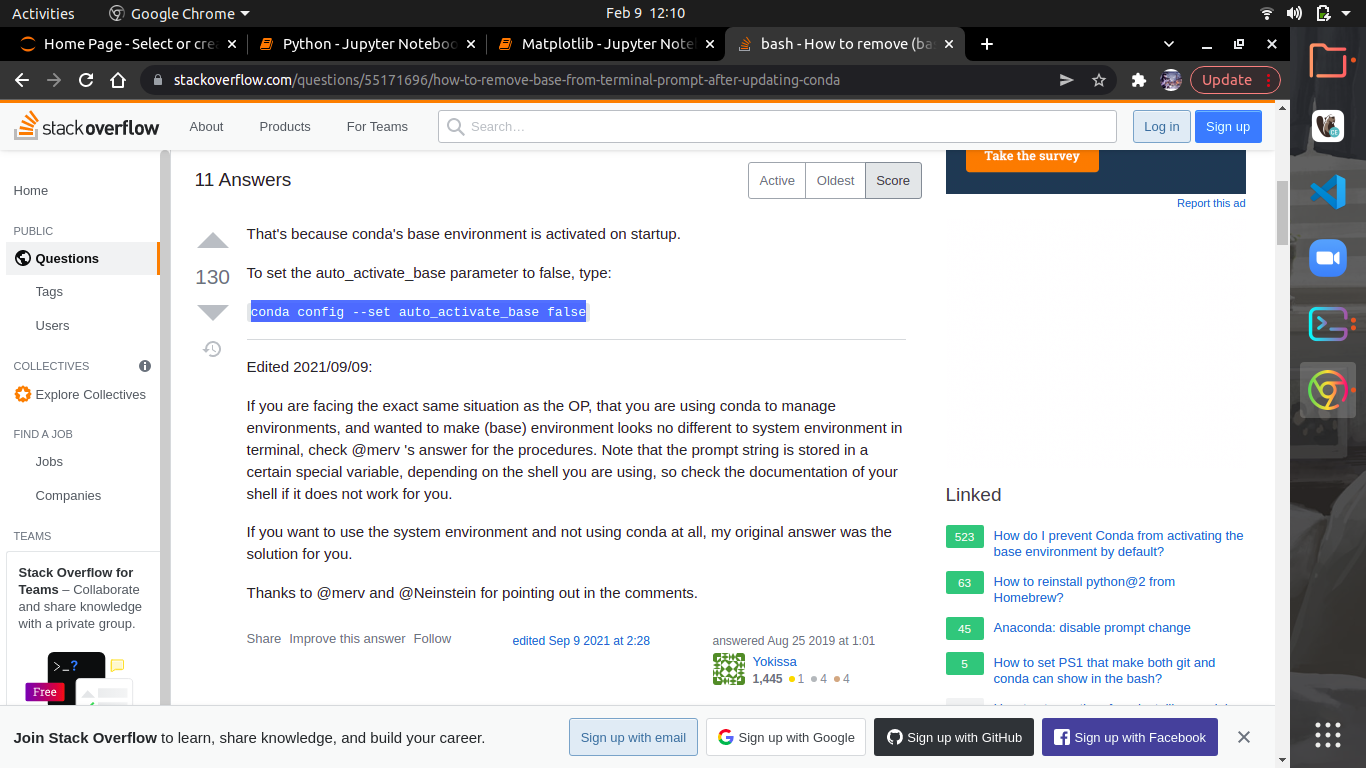 Activities
Google Chrome
Feb 9 12:10
Home Page - Select or cre
Python - Jupyter Noteboo
Matplotlib - Jupyter Note
bash - How to remove (ba
stackoverflow.com/questions/55171696/how-to-remove-base-from-terminal-prompt-after-updating-conda
Update
stackoverflow
About
Products
For Teams
Search…
Log in
Sign up
Home
PUBLIC
Questions
Tags
Users
COLLECTIVES
Explore Collectives
FIND A JOB
Jobs
Companies
TEAMS
Stack Overflow for
Teams – Collaborate
and share knowledge
with a private group.
>_?
Free
11 Answers
Active
Oldest
Score
130
That's because conda's base environment is activated on startup.
To set the auto_activate_base parameter to false, type:
conda config --set auto_activate_base false
Edited 2021/09/09:
If you are facing the exact same situation as the OP, that you are using conda to manage
environments, and wanted to make (base) environment looks no different to system environment in
terminal, check @merv 's answer for the procedures. Note that the prompt string is stored in a
certain special variable, depending on the shell you are using, so check the documentation of your
shell if it does not work for you.
If you want to use the system environment and not using conda at all, my original answer was the
solution for you.
Thanks to @merv and @Neinstein for pointing out in the comments.
Share Improve this answer Follow
edited Sep 9 2021 at 2:28
answered Aug 25 2019 at 1:01
Yokissa
1,445 1 4 4
Take the survey
Report this ad
Linked
523
How do I prevent Conda from activating the
base environment by default?
63
How to reinstall python@2 from
Homebrew?
45
Anaconda: disable prompt change
5
How to set PS1 that make both git and
conda can show in the bash?
Join Stack Overflow to learn, share knowledge, and build your career.
Sign up with email
Sign up with Google
Sign up with GitHub
Sign up with Facebook
CE